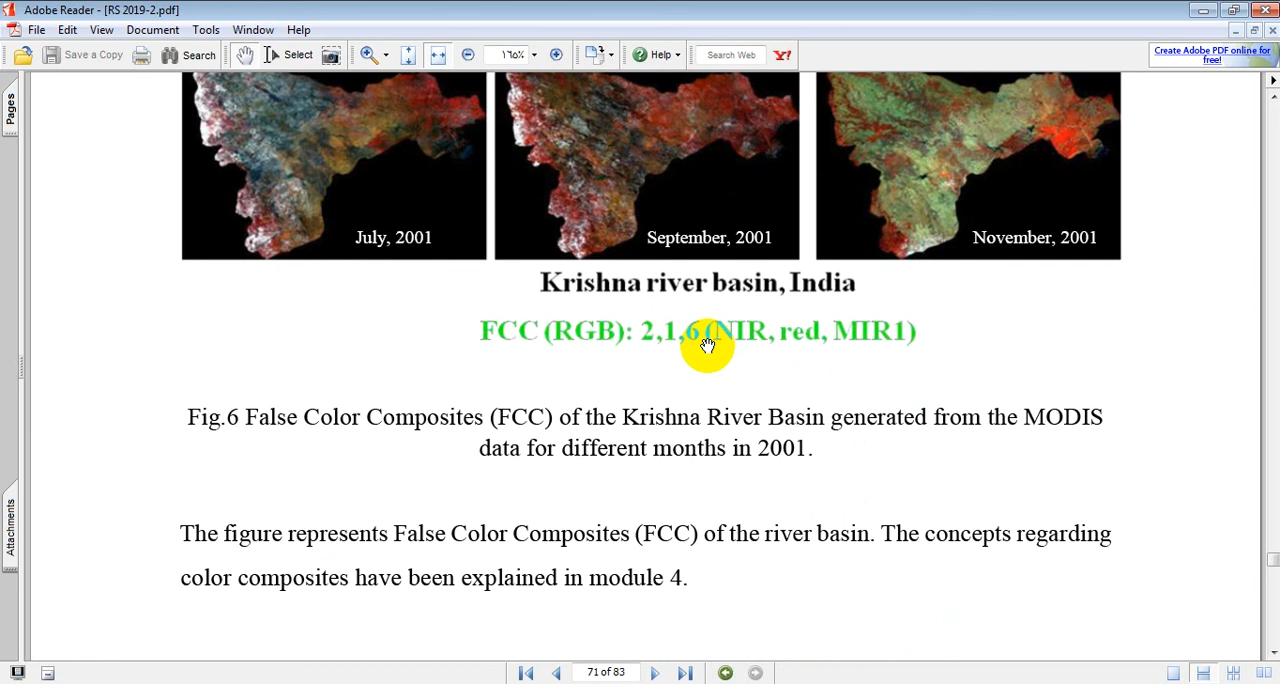 Adobe Reader - [RS 2019-2.pdf]
File Edit View Document Tools Window Help
Save a Copy Search Select 160% Help Search Web Y!
Create Adobe PDF online for free!
Pages
July, 2001 September, 2001 November, 2001
Krishna river basin, India
FCC (RGB): 2,1,6 (NIR, red, MIR1)
Fig.6 False Color Composites (FCC) of the Krishna River Basin generated from the MODIS
data for different months in 2001.
Attachments
The figure represents False Color Composites (FCC) of the river basin. The concepts regarding
color composites have been explained in module 4.
71 of 83